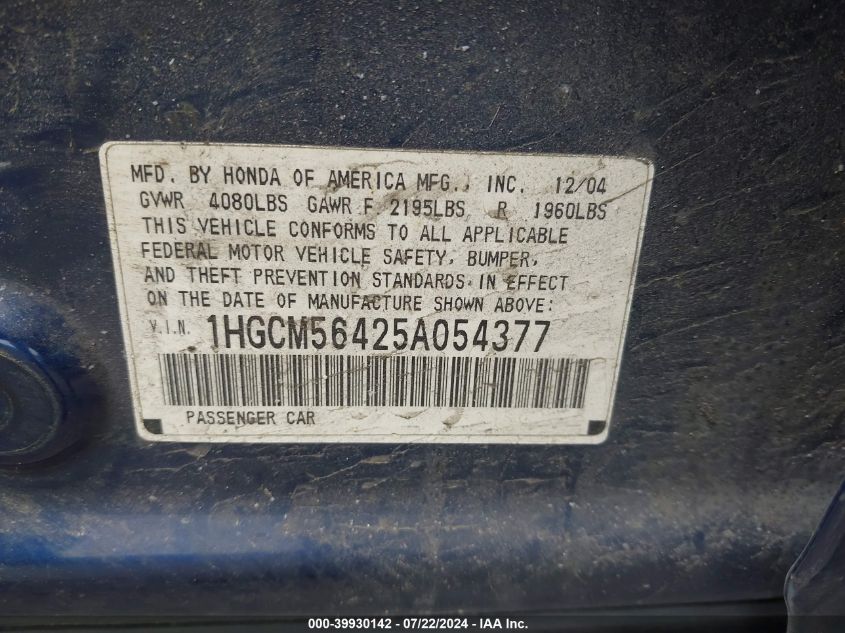 MFD. BY HONDA OF AMERICA MFG., INC. 12/04
GVWR 4080LBS GAWR F 2195LBS R 1960LBS
THIS VEHICLE CONFORMS TO ALL APPLICABLE
FEDERAL MOTOR VEHICLE SAFETY, BUMPER,
AND THEFT PREVENTION STANDARDS IN EFFECT
ON THE DATE OF MANUFACTURE SHOWN ABOVE:
V.I.N. 1HGCM56425A054377
PASSENGER CAR
000-39930142 - 07/22/2024 - IAA Inc.